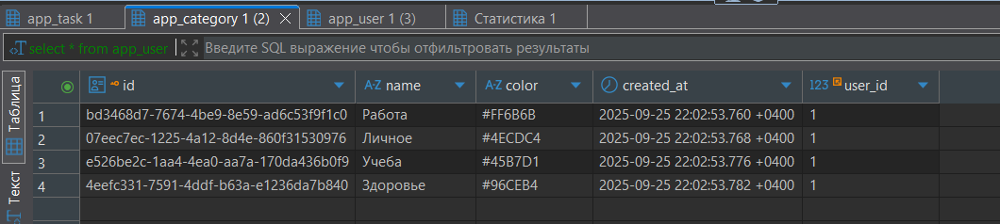 app_task 1 app_category 1 (2) app_user 1 (3) Статистика 1
select * from app_user Введите SQL выражение чтобы отфильтровать результаты
id name color created_at 123 user_id
1 bd3468d7-7674-4be9-8e59-ad6c53f9f1c0 Работа #FF6B6B 2025-09-25 22:02:53.760 +0400 1
2 07eec7ec-1225-4a12-8d4e-860f31530976 Личное #4ECDC4 2025-09-25 22:02:53.768 +0400 1
3 e526be2c-1aa4-4ea0-aa7a-170da436b0f9 Учеба #45B7D1 2025-09-25 22:02:53.776 +0400 1
4 4eefc331-7591-4ddf-b63a-e1236da7b840 Здоровье #96CEB4 2025-09-25 22:02:53.782 +0400 1
Таблица
Текст